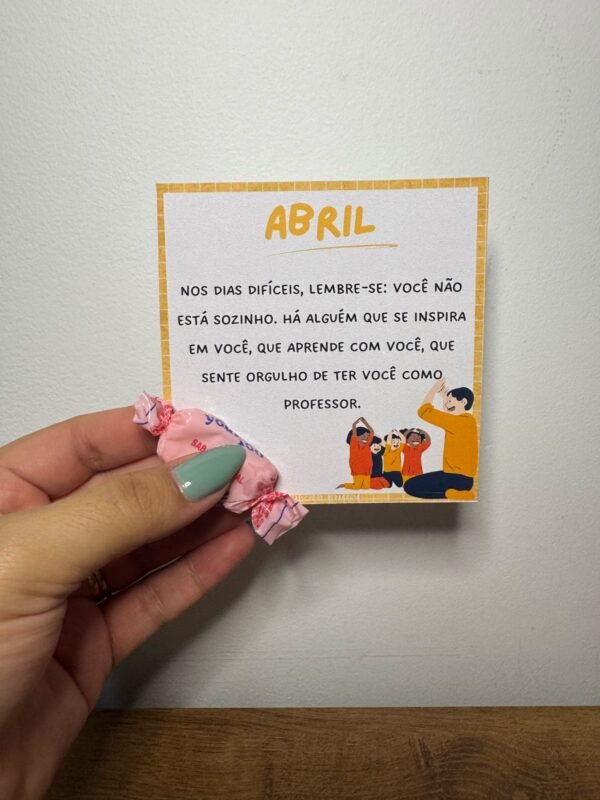 ABRIL
NOS DIAS DIFÍCEIS, LEMBRE-SE: VOCÊ NÃO
ESTÁ SOZINHO. HÁ ALGUÉM QUE SE INSPIRA
EM VOCÊ, QUE APRENDE COM VOCÊ, QUE
SENTE ORGULHO DE TER VOCÊ COMO
PROFESSOR.